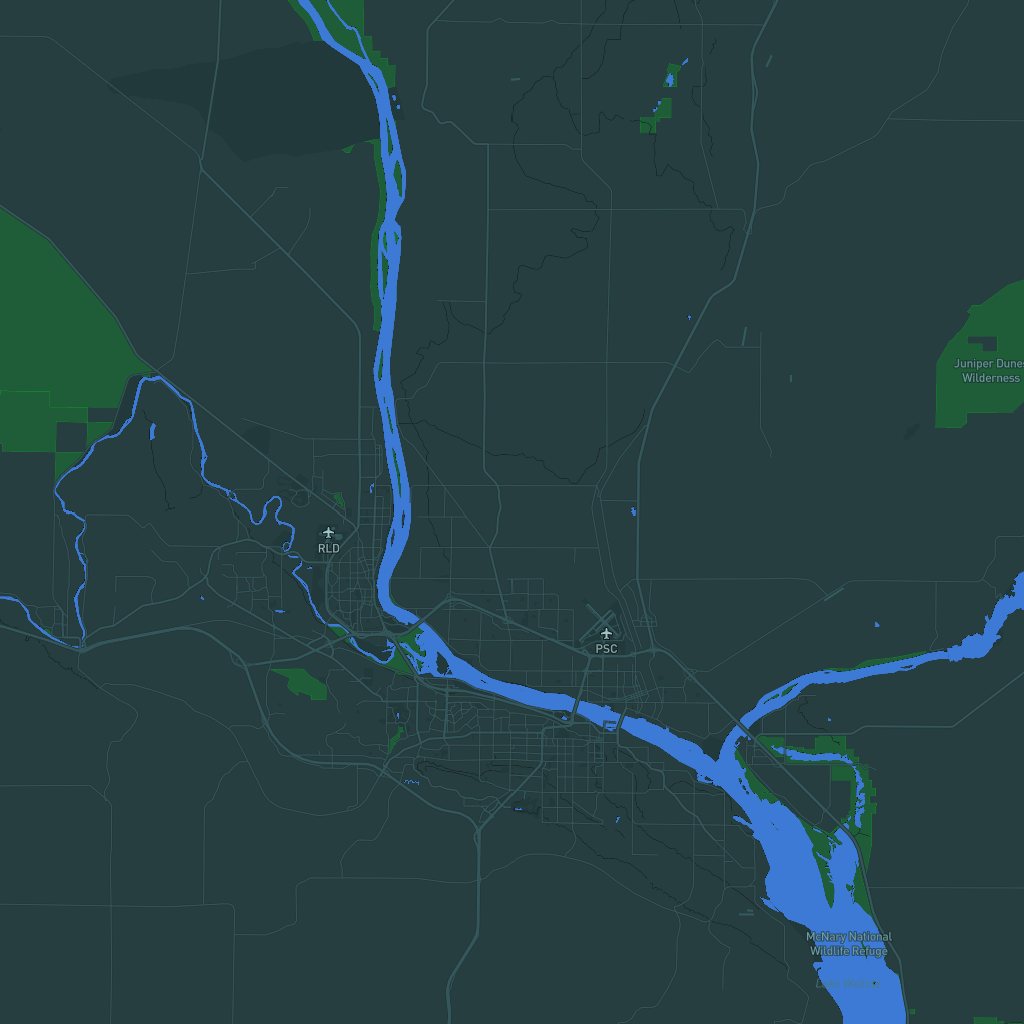 Juniper Dunes
Wilderness
RLD
PSC
McNary National
Wildlife Refuge